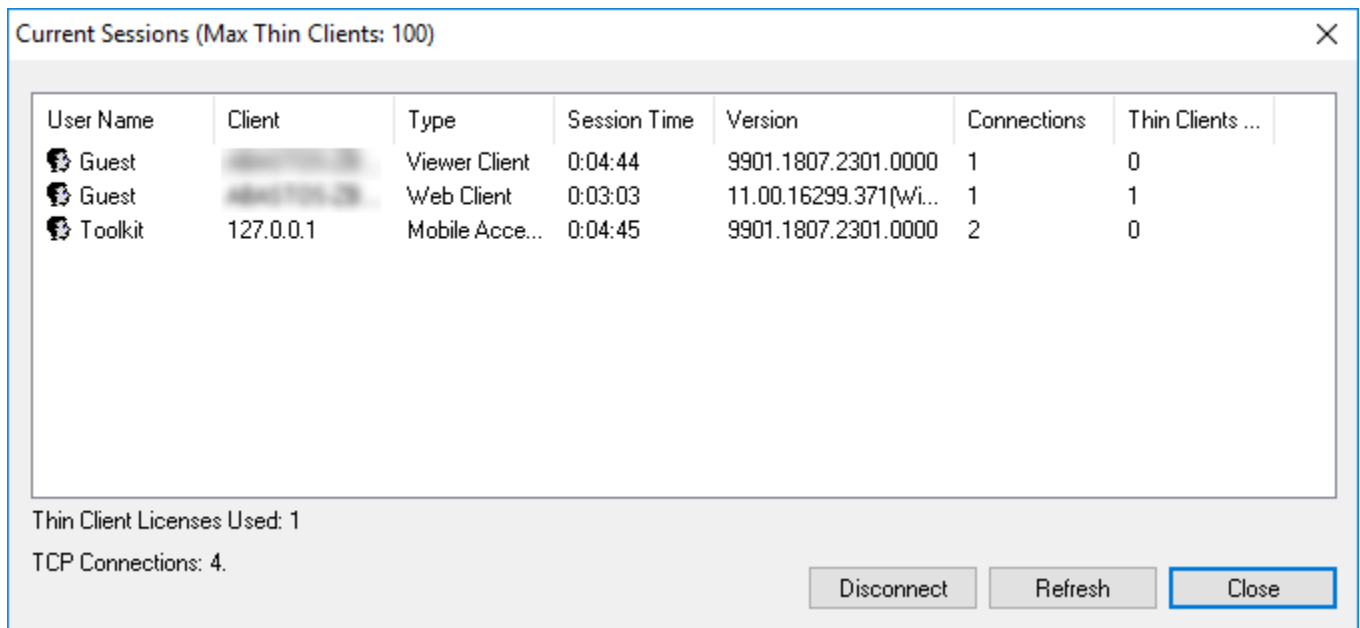 Current Sessions (Max Thin Clients: 100)
User Name Client Type Session Time Version Connections Thin Clients ...
Guest Viewer Client 0:04:44 9901.1807.2301.0000 1 0
Guest Web Client 0:03:03 11.00.16299.371(Wi... 1 1
Toolkit 127.0.0.1 Mobile Acce... 0:04:45 9901.1807.2301.0000 2 0
Thin Client Licenses Used: 1
TCP Connections: 4.
Disconnect Refresh Close